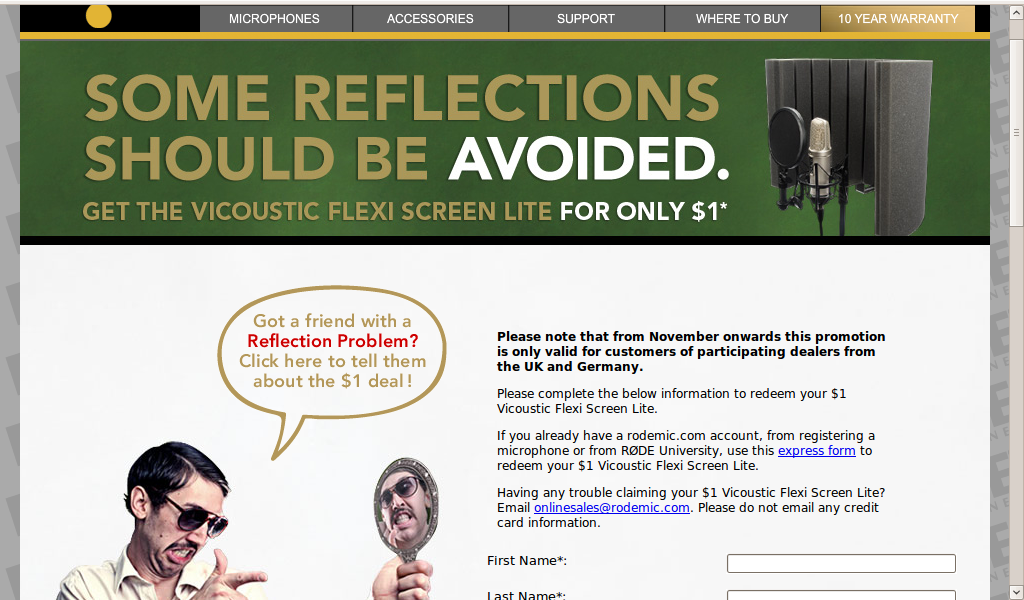 MICROPHONES
ACCESSORIES
SUPPORT
WHERE TO BUY
10 YEAR WARRANTY
SOME REFLECTIONS
SHOULD BE AVOIDED.
GET THE VICOUSTIC FLEXI SCREEN LITE FOR ONLY $1*
Got a friend with a
Reflection Problem?
Click here to tell them
about the $1 deal!
Please note that from November onwards this promotion
is only valid for customers of participating dealers from
the UK and Germany.
Please complete the below information to redeem your $1
Vicoustic Flexi Screen Lite.
If you already have a rodemic.com account, from registering a
microphone or from RØDE University, use this express form to
redeem your $1 Vicoustic Flexi Screen Lite.
Having any trouble claiming your $1 Vicoustic Flexi Screen Lite?
Email onlinesales@rodemic.com. Please do not email any credit
card information.
First Name*:
Last Name*: